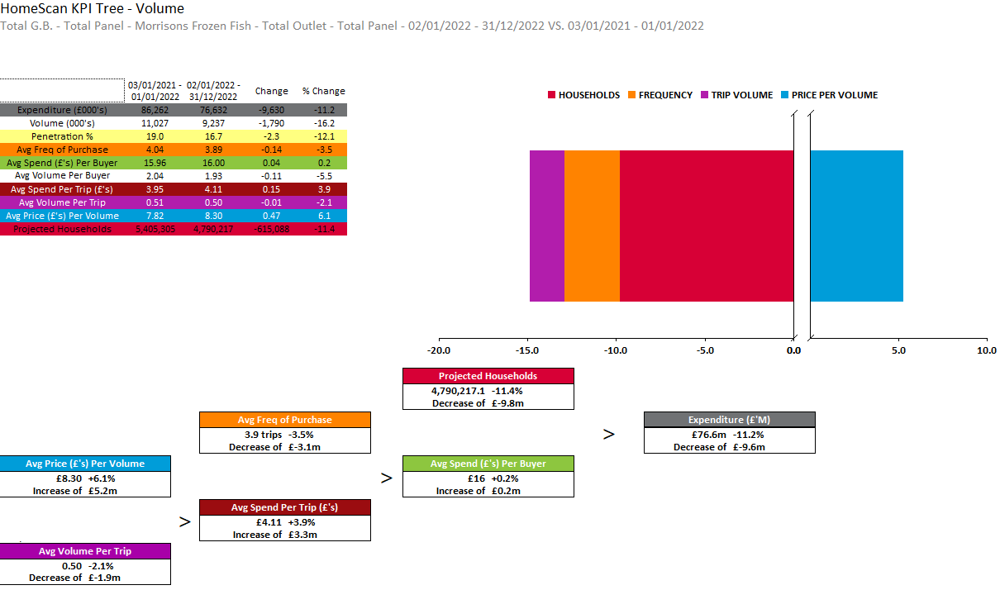 HomeScan KPI Tree - Volume
Total G.B. - Total Panel - Morrisons Frozen Fish - Total Outlet - Total Panel - 02/01/2022 - 31/12/2022 VS. 03/01/2021 - 01/01/2022
03/01/2021 - 01/01/2022 02/01/2022 - 31/12/2022 Change % Change
Expenditure (£000's) 86,262 76,632 -9,630 -11.2
Volume (000's) 11,027 9,237 -1,790 -16.2
Penetration % 19.0 16.7 -2.3 -12.1
Avg Freq of Purchase 4.04 3.89 -0.14 -3.5
Avg Spend (£'s) Per Buyer 15.96 16.00 0.04 0.2
Avg Volume Per Buyer 2.04 1.93 -0.11 -5.5
Avg Spend Per Trip (£'s) 3.95 4.11 0.15 3.9
Avg Volume Per Trip 0.51 0.50 -0.01 -2.1
Avg Price (£'s) Per Volume 7.82 8.30 0.47 6.1
Projected Households 5,405,305 4,790,217 -615,088 -11.4
HOUSEHOLDS FREQUENCY TRIP VOLUME PRICE PER VOLUME
-20.0 -15.0 -10.0 -5.0 0.0 5.0 10.0
Projected Households
4,790,217.1 -11.4%
Decrease of £-9.8m
Avg Freq of Purchase
3.9 trips -3.5%
Decrease of £-3.1m
>
Expenditure (£'M)
£76.6m -11.2%
Decrease of £-9.6m
Avg Price (£'s) Per Volume
£8.30 +6.1%
Increase of £5.2m
>
Avg Spend (£'s) Per Buyer
£16 +0.2%
Increase of £0.2m
>
Avg Spend Per Trip (£'s)
£4.11 +3.9%
Increase of £3.3m
Avg Volume Per Trip
0.50 -2.1%
Decrease of £-1.9m